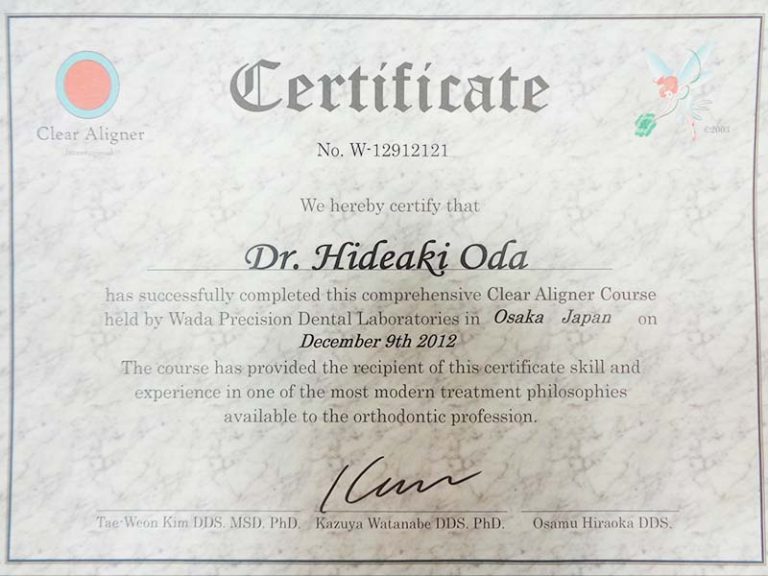 Certificate
Clear Aligner
International
©2003
No. W-12912121
We hereby certify that
Dr. Hideaki Oda
has successfully completed this comprehensive Clear Aligner Course
held by Wada Precision Dental Laboratories in Osaka Japan on
December 9th 2012
The course has provided the recipient of this certificate skill and
experience in one of the most modern treatment philosophies
available to the orthodontic profession.
Tae-Weon Kim DDS. MSD. PhD. Kazuya Watanabe DDS. PhD. Osamu Hiraoka DDS.